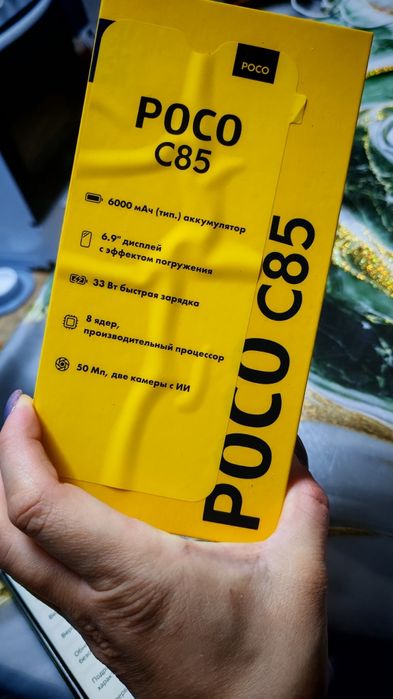 POCO
POCO
C85
6000 мАч (тип.) аккумулятор
6.9" дисплей
с эффектом погружения
33 Вт быстрая зарядка
8 ядер,
производительный процессор
50 Мп, две камеры с ИИ
POCO C85